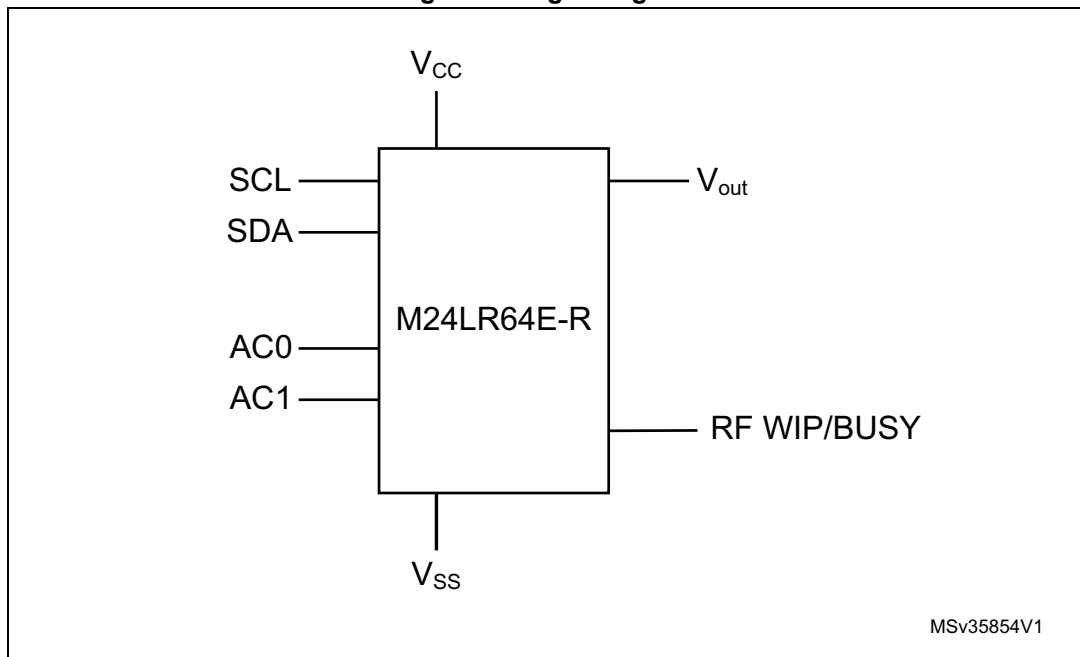 VCC
SCL
Vout
SDA
M24LR64E-R
AC0
AC1
RF WIP/BUSY
VSS
MSv35854V1